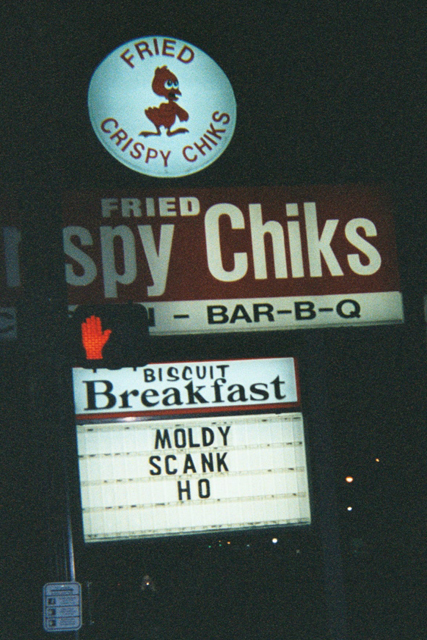 FRIED
CRISPY CHIKS
FRIED
spy Chiks
- BAR-B-Q
BISCUIT
Breakfast
MOLDY
SCANK
HO